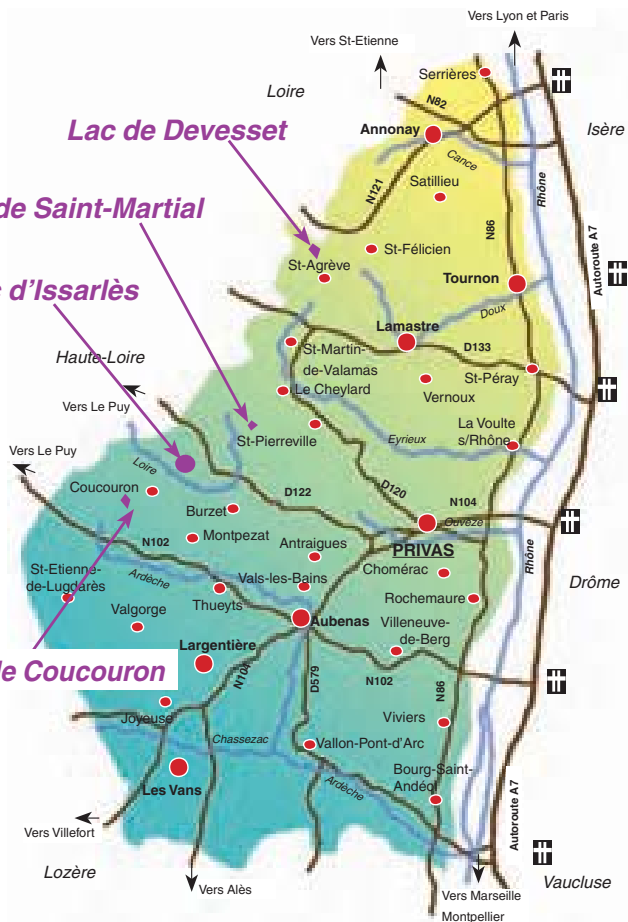 Vers Lyon et Paris
Vers St-Etienne
Serrières
Loire
N82
Isère
Lac de Devesset
Annonay
Cance
Satillieu
N121
Rhône
de Saint-Martial
N86
St-Félicien
Autoroute A7
St-Agrève
Tournon
d'Issarlès
Doux
Lamastre
Haute-Loire
St-Martin-
de-Valamas
D133
St-Péray
Le Cheylard
Vernoux
Vers Le Puy
La Voulte
s/Rhône
St-Pierreville
Eyrieux
Vers Le Puy
Loire
Coucouron
D120
D122
N104
Burzet
Ouvèze
N102
Montpezat
Antraigues
PRIVAS
Rhône
St-Etienne-
de-Lugdarès
Ardèche
Vals-les-Bains
Chomérac
Drôme
Thueyts
Rochemaure
Valgorge
Aubenas
Villeneuve-
de-Berg
Largentière
de Coucouron
N104
D579
N102
N86
Joyeuse
Viviers
Chassezac
Vallon-Pont-d'Arc
Les Vans
Ardèche
Bourg-Saint-
Andéol
Autoroute A7
Vers Villefort
Lozère
Vers Alès
Vers Marseille
Montpellier
Vaucluse